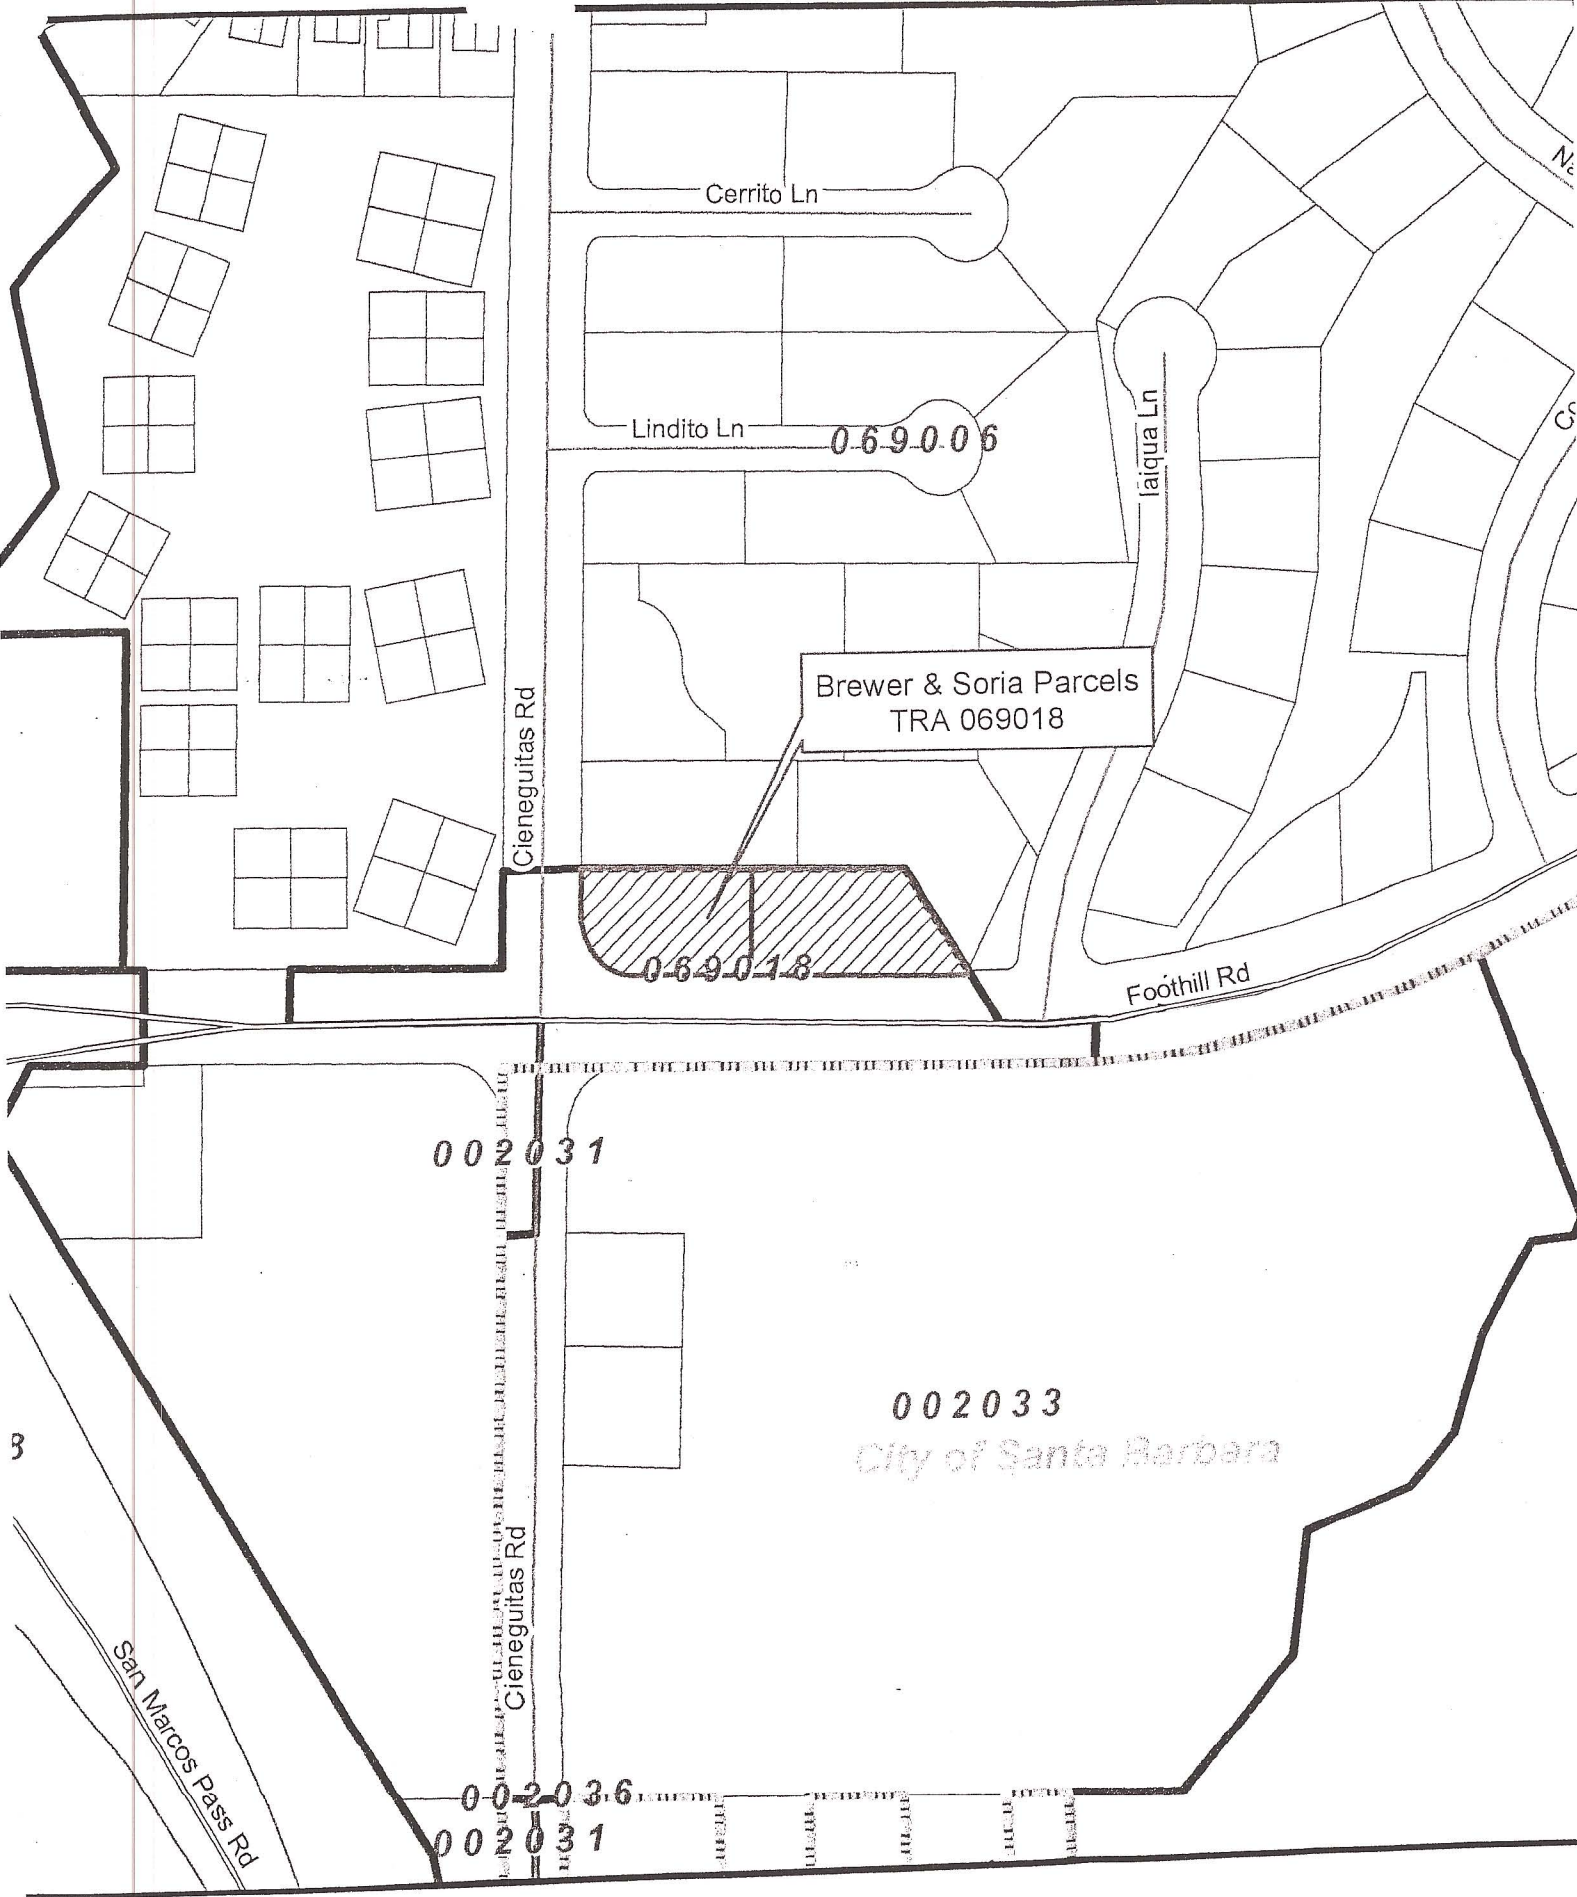 Cerrito Ln
Lindito Ln
069006
Iaiqua Ln
Brewer & Soria Parcels
TRA 069018
Cieneguitas Rd
069018
Foothill Rd
002031
002033
City of Santa Barbara
Cieneguitas Rd
San Marcos Pass Rd
002036
002031